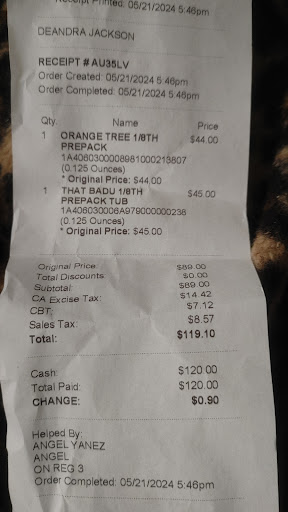 Receipt Printed: 05/21/2024 5:46pm
DEANDRA JACKSON
RECEIPT # AU35LV
Order Created: 05/21/2024 5:46pm
Order Completed: 05/21/2024 5:46pm
Qty. Name Price
1 ORANGE TREE 1/8TH $44.00
PREPACK
1A4060300008981000213807
(0.125 Ounces)
* Original Price: $44.00
1 THAT BADU 1/8TH $45.00
PREPACK TUB
1A406030006A979000000236
(0.125 Ounces)
* Original Price: $45.00
Original Price: $89.00
Total Discounts $0.00
Subtotal: $89.00
CA Excise Tax: $14.42
CBT: $7.12
Sales Tax: $8.57
Total: $119.10
Cash: $120.00
Total Paid: $120.00
CHANGE: $0.90
Helped By:
ANGEL YANEZ
ANGEL
ON REG 3
Order Completed: 05/21/2024 5:46pm